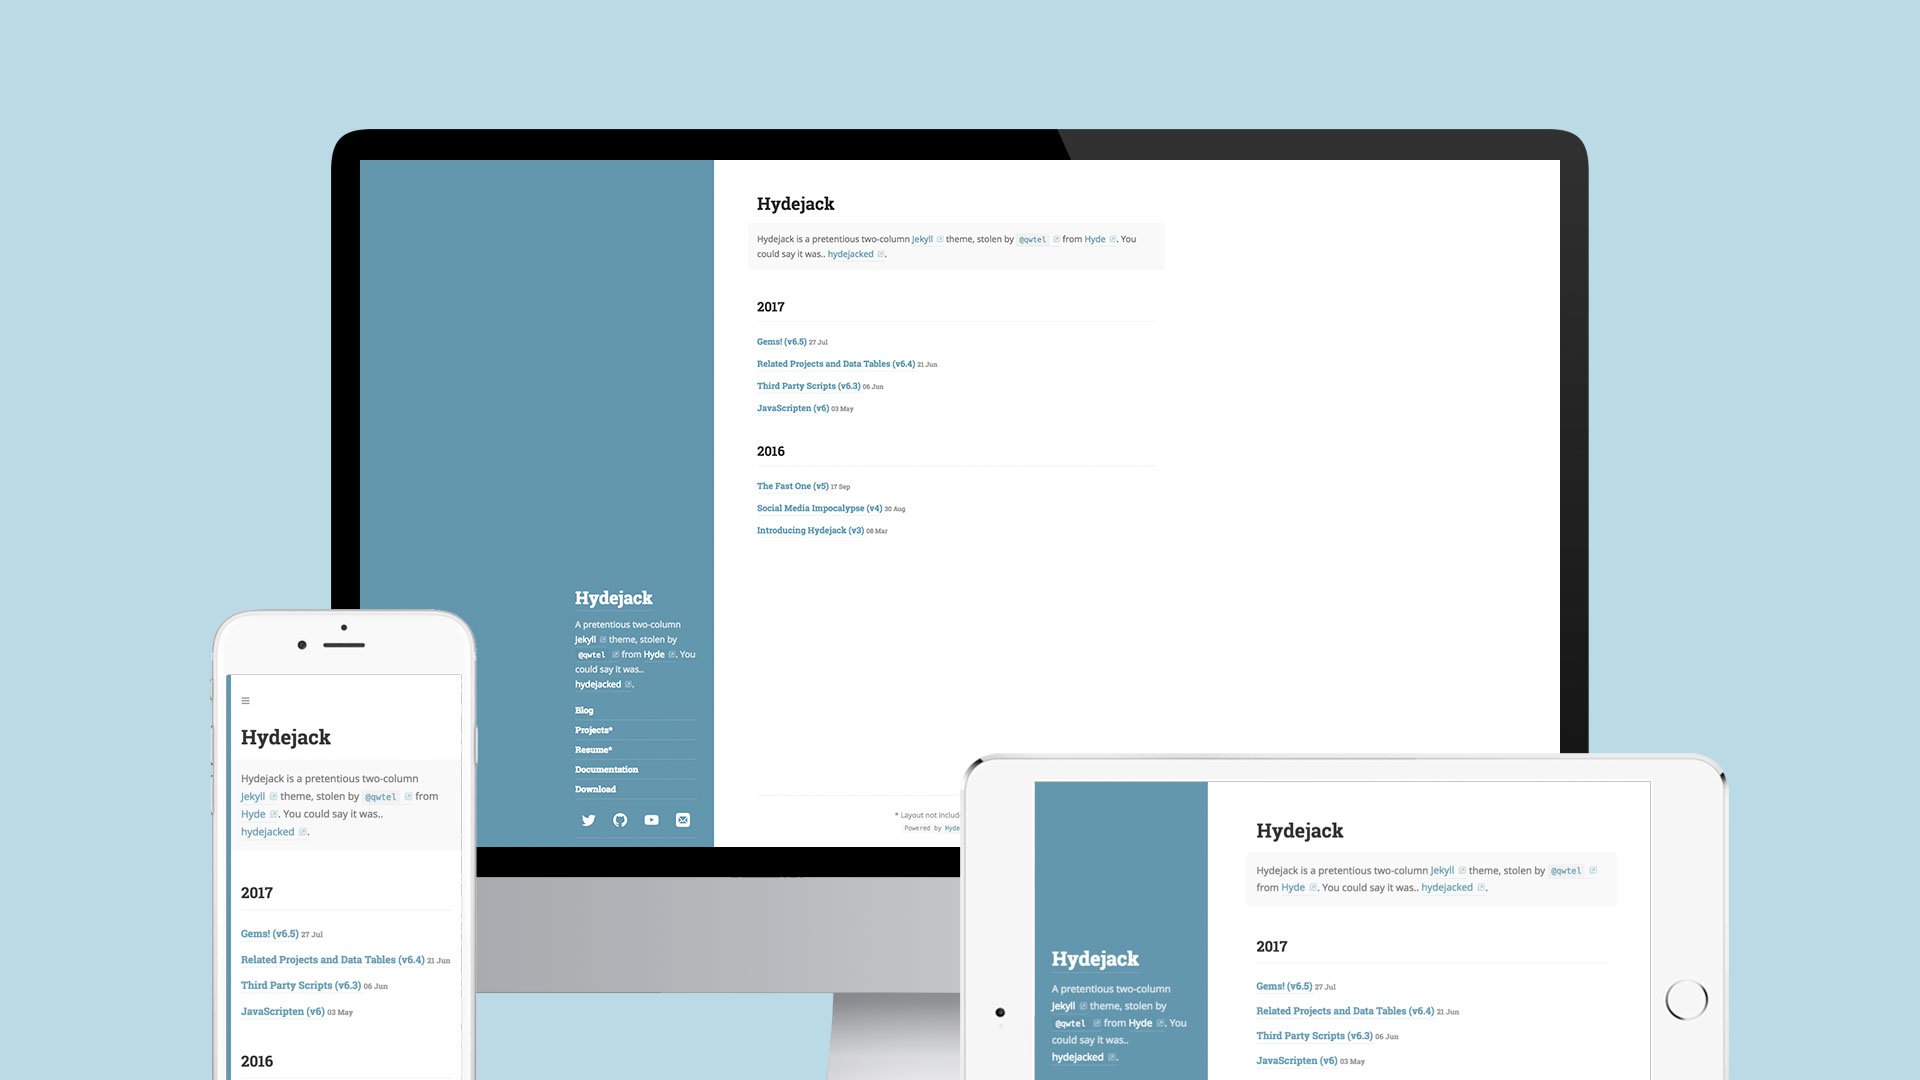 Hydejack
Hydejack is a pretentious two-column Jekyll theme, stolen by @qwtel from Hyde. You
could say it was.. hydejacked.
2017
Gems! (v6.5) 27 Jul
Related Projects and Data Tables (v6.4) 21 Jun
Third Party Scripts (v6.3) 06 Jun
JavaScripten (v6) 03 May
2016
The Fast One (v5) 17 Sep
Social Media Impocalypse (v4) 30 Aug
Introducing Hydejack (v3) 08 Mar
Hydejack
A pretentious two-column
Jekyll theme, stolen by
@qwtel from Hyde. You
could say it was..
hydejacked.
Blog
Projects*
Resume*
Documentation
Download
* Layout not includ
Powered by Hyde
Hydejack
Hydejack is a pretentious two-column
Jekyll theme, stolen by @qwtel from
Hyde. You could say it was..
hydejacked.
2017
Gems! (v6.5) 27 Jul
Related Projects and Data Tables (v6.4) 21 Jun
Third Party Scripts (v6.3) 06 Jun
JavaScripten (v6) 03 May
2016
Hydejack
A pretentious two-column
Jekyll theme, stolen by
@qwtel from Hyde. You
could say it was..
hydejacked.
Hydejack
Hydejack is a pretentious two-column Jekyll theme, stolen by @qwtel
from Hyde. You could say it was.. hydejacked.
2017
Gems! (v6.5) 27 Jul
Related Projects and Data Tables (v6.4) 21 Jun
Third Party Scripts (v6.3) 06 Jun
JavaScripten (v6) 03 May